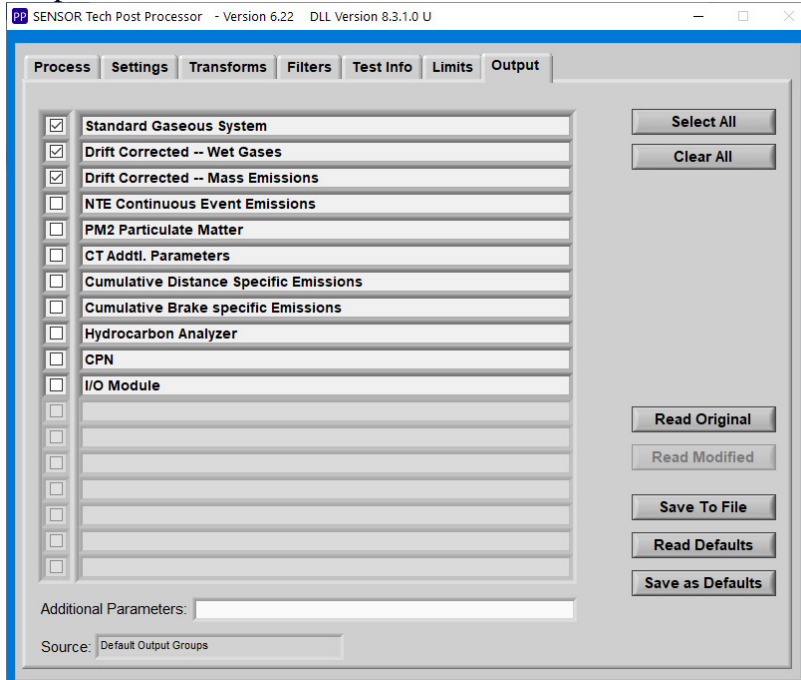 PP SENSOR Tech Post Processor - Version 6.22 DLL Version 8.3.1.0 U
Process Settings Transforms Filters Test Info Limits Output
Standard Gaseous System
Drift Corrected -- Wet Gases
Drift Corrected -- Mass Emissions
NTE Continuous Event Emissions
PM2 Particulate Matter
CT Addtl. Parameters
Cumulative Distance Specific Emissions
Cumulative Brake specific Emissions
Hydrocarbon Analyzer
CPN
I/O Module
Select All
Clear All
Read Original
Read Modified
Save To File
Read Defaults
Save as Defaults
Additional Parameters:
Source: Default Output Groups